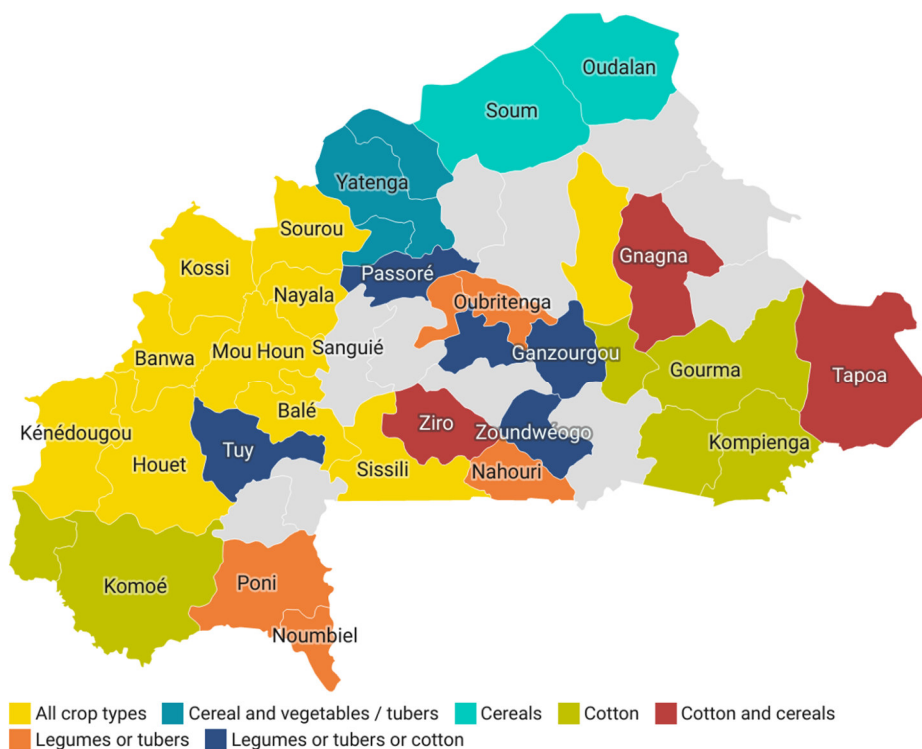 Oudalan
Soum
Yatenga
Sourou
Gnagna
Kossi
Passoré
Nayala
Oubritenga
Sanguié
Mou Houn
Banwa
Ganzourgou
Gourma
Tapoa
Balé
Ziro
Kénédougou
Zoundwéogo
Kompienga
Tuy
Houet
Sissili
Nahouri
Komoé
Poni
Noumbiel
All crop types Cereal and vegetables / tubers Cereals Cotton Cotton and cereals
Legumes or tubers Legumes or tubers or cotton